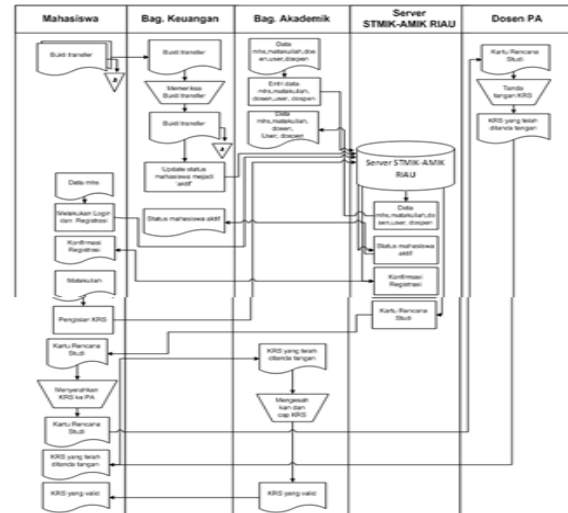 Mahasiswa
Bag. Keuangan
Bag. Akademik
Server
STMIK-AMIK RIAU
Dosen PA
Bukti transfer
Bukti transfer
Memeriksa
Bukti transfer
Bukti transfer
Update status
mahasiswa mejadi
"aktif"
Status mahasiswa aktif
Data
mhs,matakuliah,dos
en,user,dospen
Entri data
mhs,matakuliah,
dosen,user, dospen
Data
mhs,matakuliah,
dosen,
User, dospen
Server STMIK-AMIK
RIAU
Data
mhs,matakuliah,do
sen,user,dospen
Status mahasiswa
aktif
Konfirmasi
Registrasi
Kartu Rencana
Studi
Kartu Rencana
Studi
Tanda
tangan KRS
KRS yang telah
ditanda tangan
Data mhs
Melakukan Login
dan Registrasi
Konfirmasi
Registrasi
Matakuliah
Pengisian KRS
Kartu Rencana
Studi
Menyerahkan
KRS ke PA
Kartu Rencana
Studi
KRS yang telah
ditanda tangan
KRS yang valid
KRS yang telah
ditanda tangan
Mengesah
kan dan
cap KRS
KRS yang valid